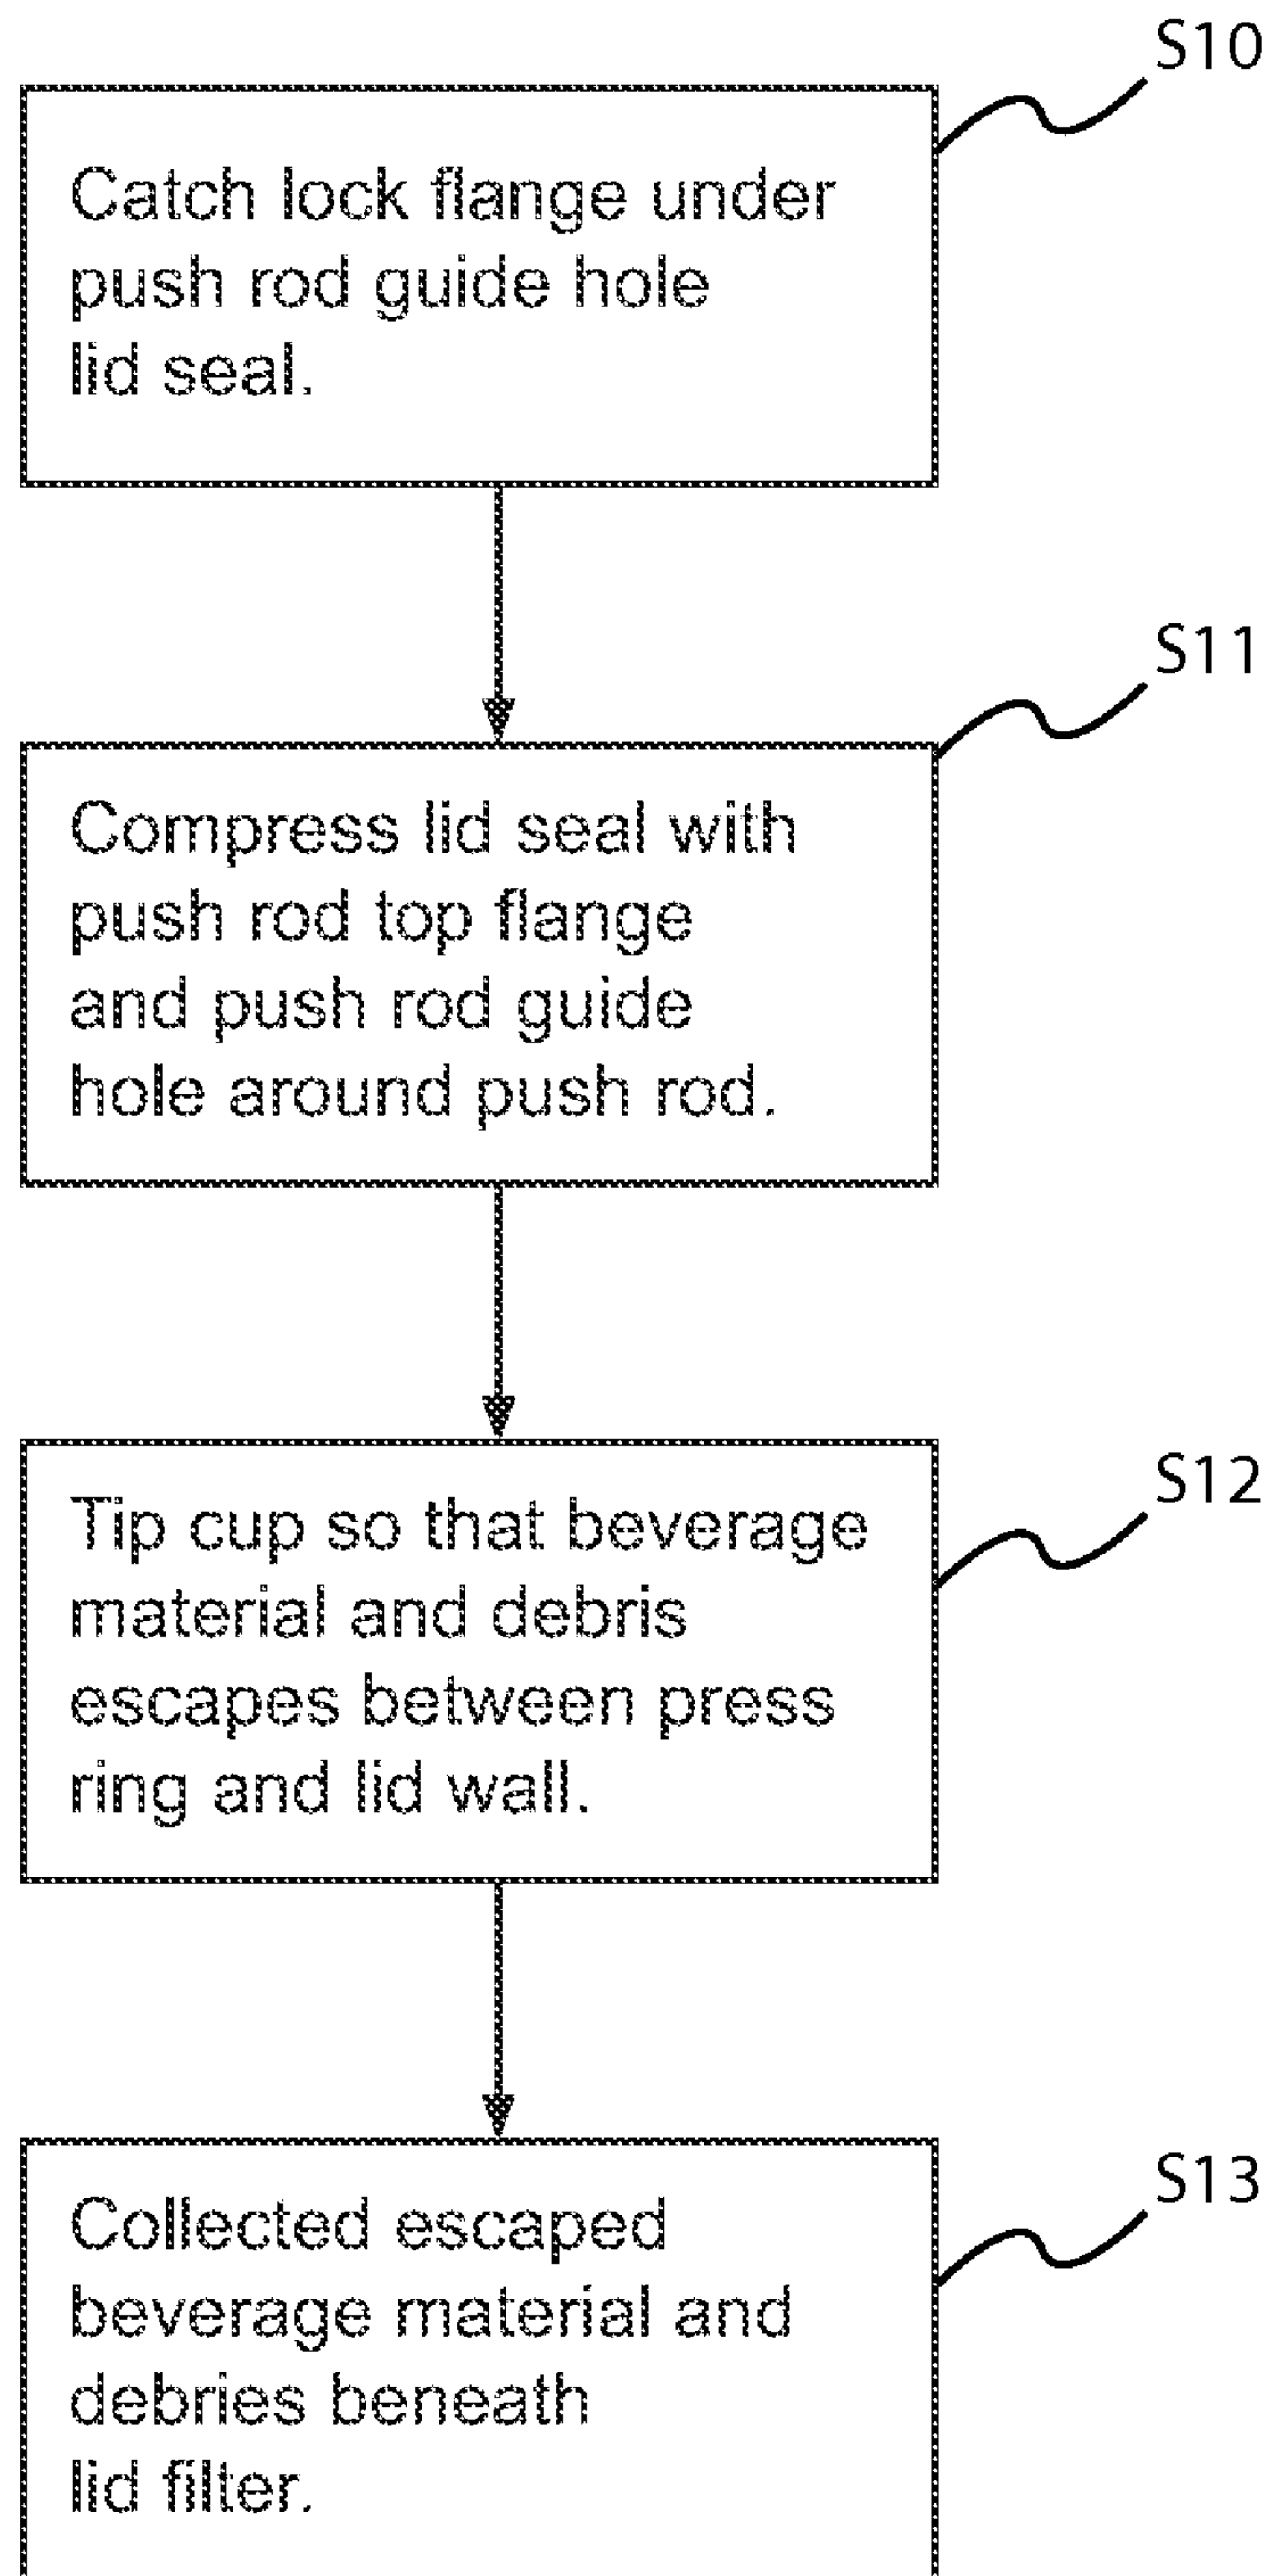 S10
Catch lock flange under
push rod guide hole
lid seal.
S11
Compress lid seal with
push rod top flange
and push rod guide
hole around push rod.
S12
Tip cup so that beverage
material and debris
escapes between press
ring and lid wall.
S13
Collected escaped
beverage material and
debries beneath
lid filter.